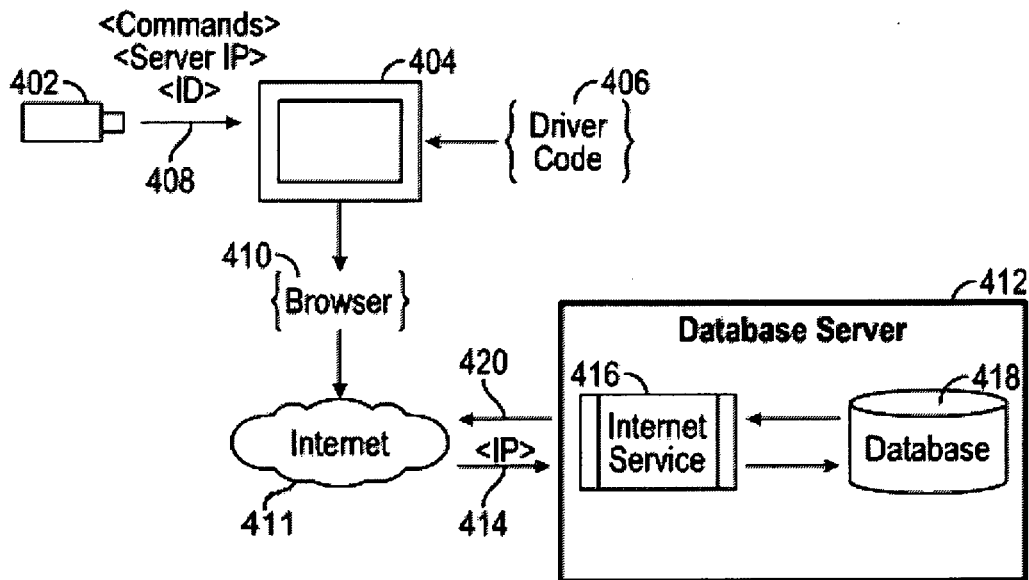 <Commands>
<Server IP>
<ID>
402
404
406
{ Driver Code }
408
410
{Browser}
412
Database Server
420
416
418
Internet
<IP>
Internet Service
Database
411
414